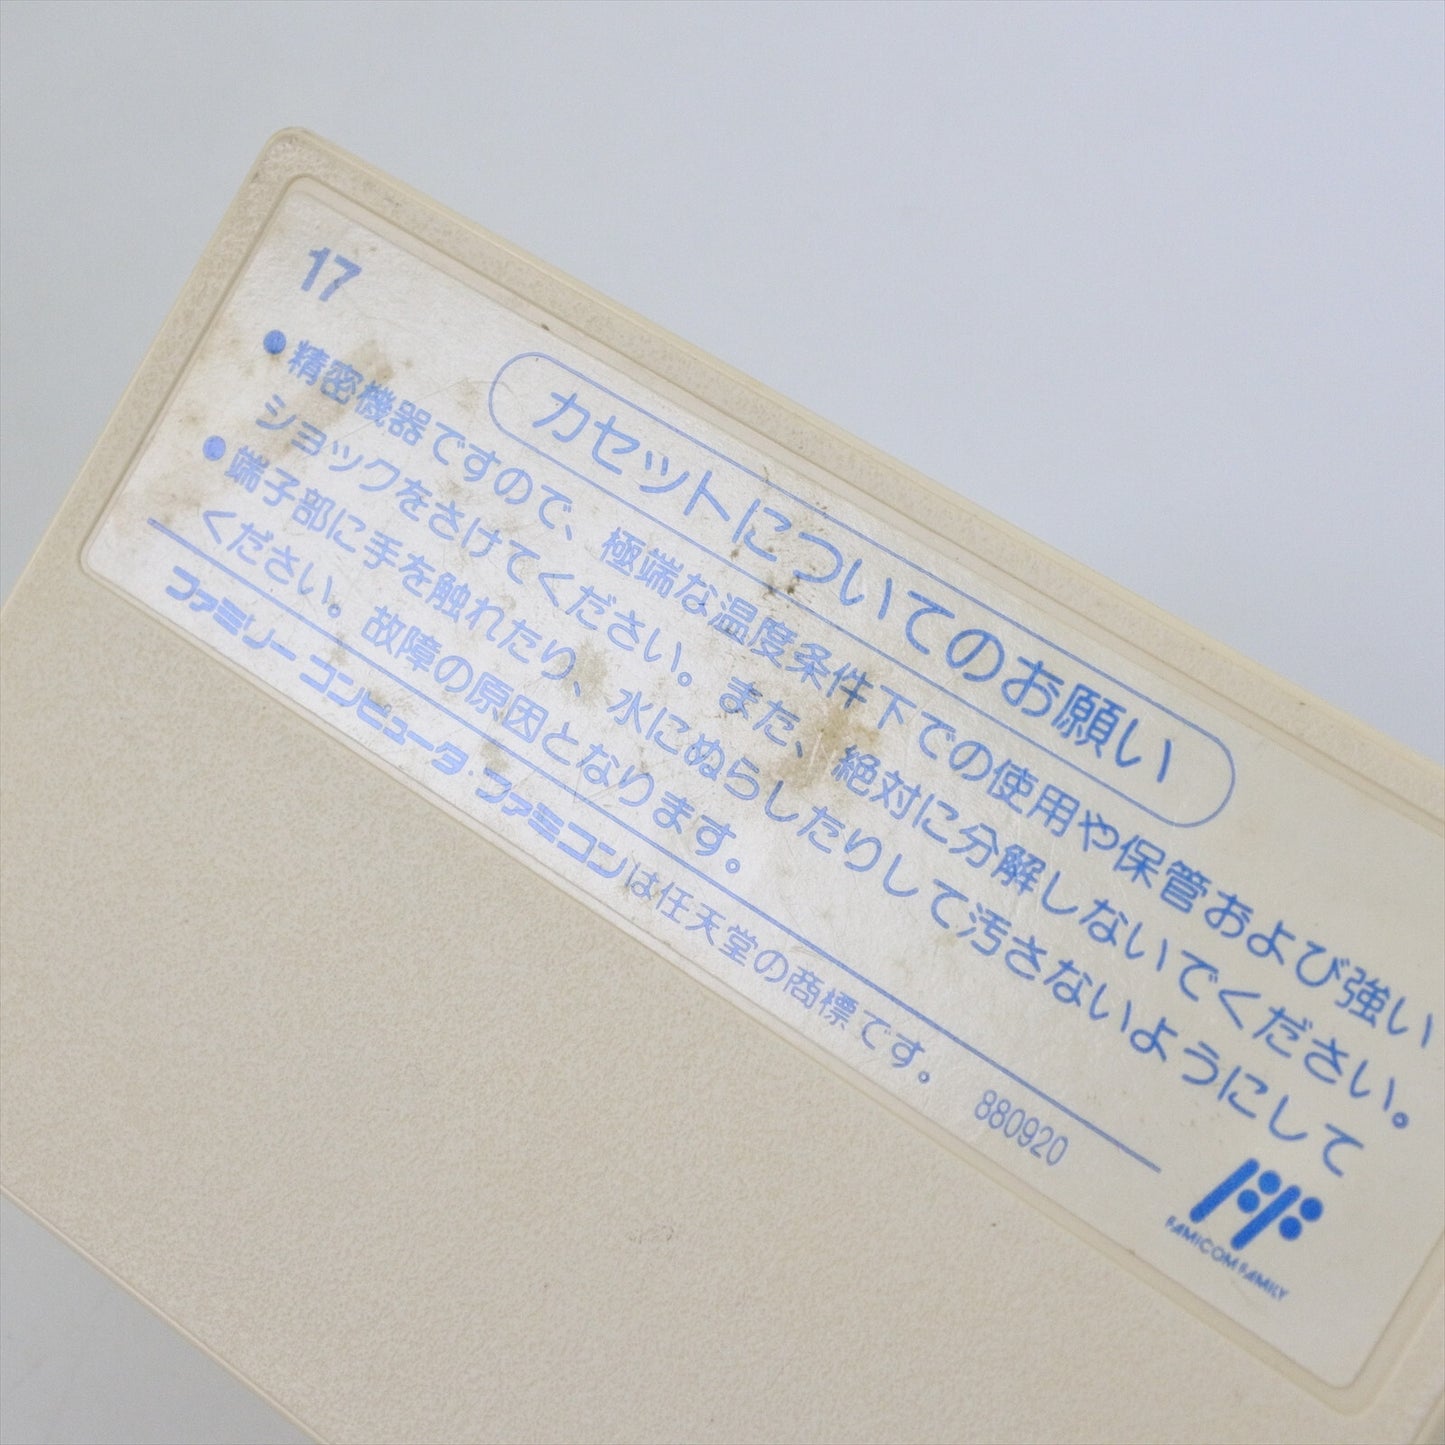 17
カセットについてのお願い
●精密機器ですので、極端な温度条件下での使用や保管および強い
ショックをさけてください。また、絶対に分解しないでください。
●端子部に手を触れたり、水にぬらしたりして汚さないようにして
ください。故障の原因となります。
ファミリーコンピュータ・ファミコンは任天堂の商標です。
880920
FAMICOM FAMILY